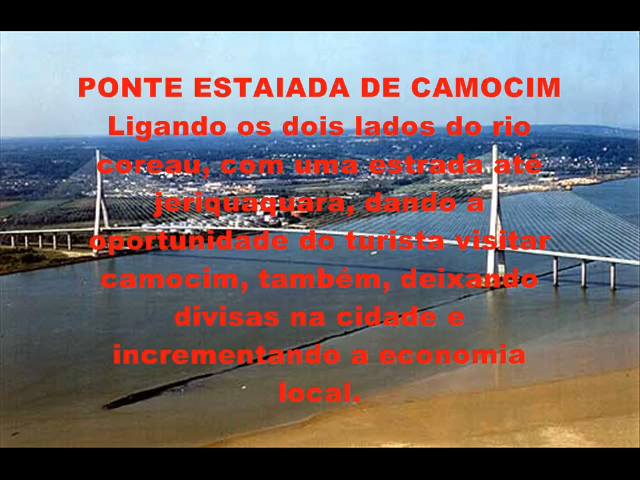 PONTE ESTAIADA DE CAMOCIM
Ligando os dois lados do rio
coreau, com uma estrada até
jeriquaquara, dando a
oportunidade do turista visitar
camocim, também, deixando
divisas na cidade e
incrementando a economia
local.